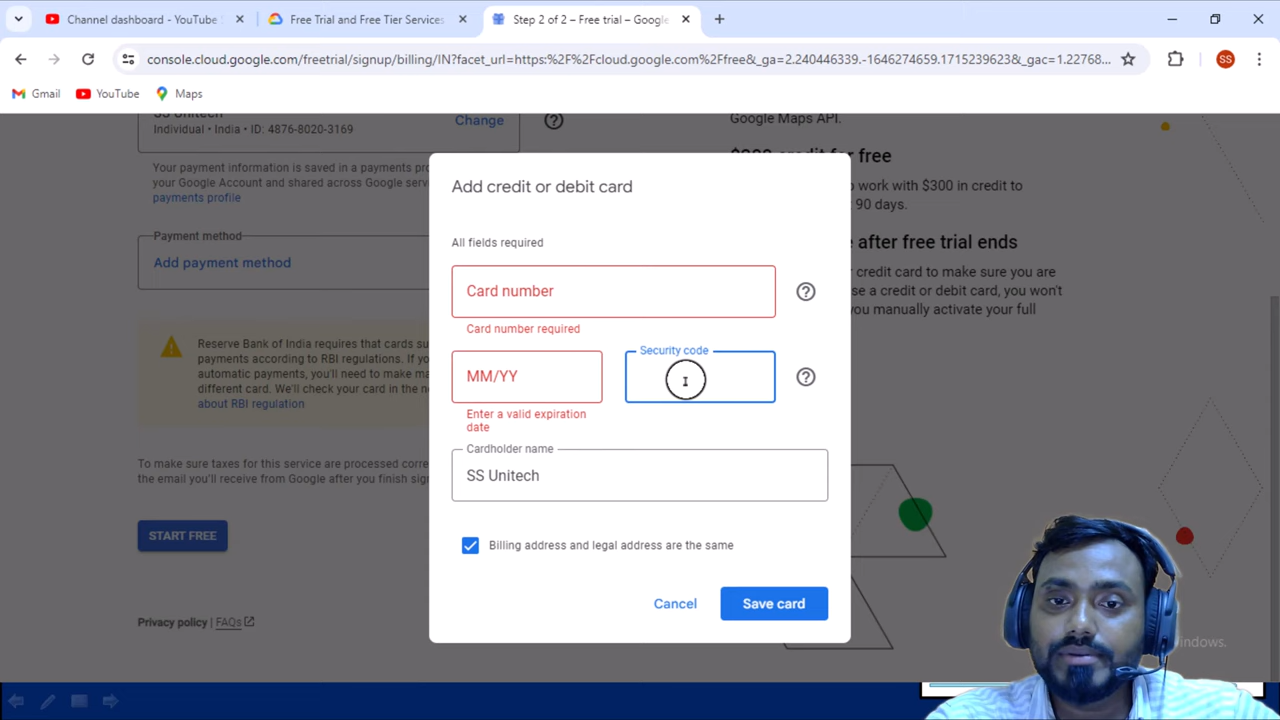 Channel dashboard - YouTube
Free Trial and Free Tier Services
Step 2 of 2 – Free trial – Google
console.cloud.google.com/freetrial/signup/billing/IN?facet_url=https:%2F%2Fcloud.google.com%2Ffree&_ga=2.240446339.-1646274659.1715239623&_gac=1.22768...
SS
Gmail
YouTube
Maps
SS Unitech
Individual • India • ID: 4876-8020-3169
Change
Your payment information is saved in a payments
your Google Account and shared across Google
payments profile
Payment method
Add payment method
Reserve Bank of India requires that cards
payments according to RBI regulations. If
automatic payments, you'll need to make
different card. We'll check your card in the
about RBI regulation
To make sure taxes for this service are processed
the email you'll receive from Google after you finish
START FREE
Privacy policy | FAQs
Add credit or debit card
All fields required
Card number
Card number required
MM/YY
Security code
Enter a valid expiration
date
Cardholder name
SS Unitech
Billing address and legal address are the same
Cancel
Save card
Google Maps API.
credit for free
to work with $300 in credit to
90 days.
after free trial ends
credit card to make sure you are
use a credit or debit card, you won't
you manually activate your full